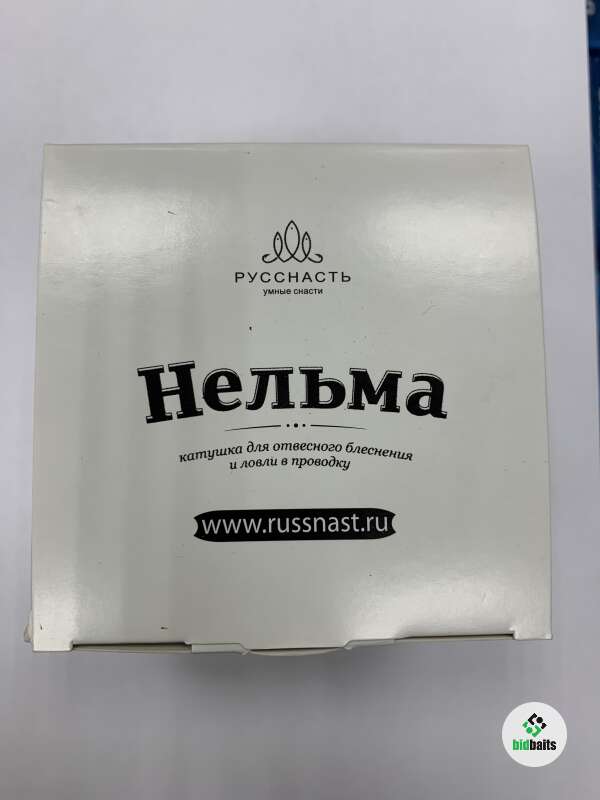 РУССНАСТЬ
умные снасти
Нельма
катушка для отвесного блеснения
и ловли в проводку
www.russnast.ru
bidbaits